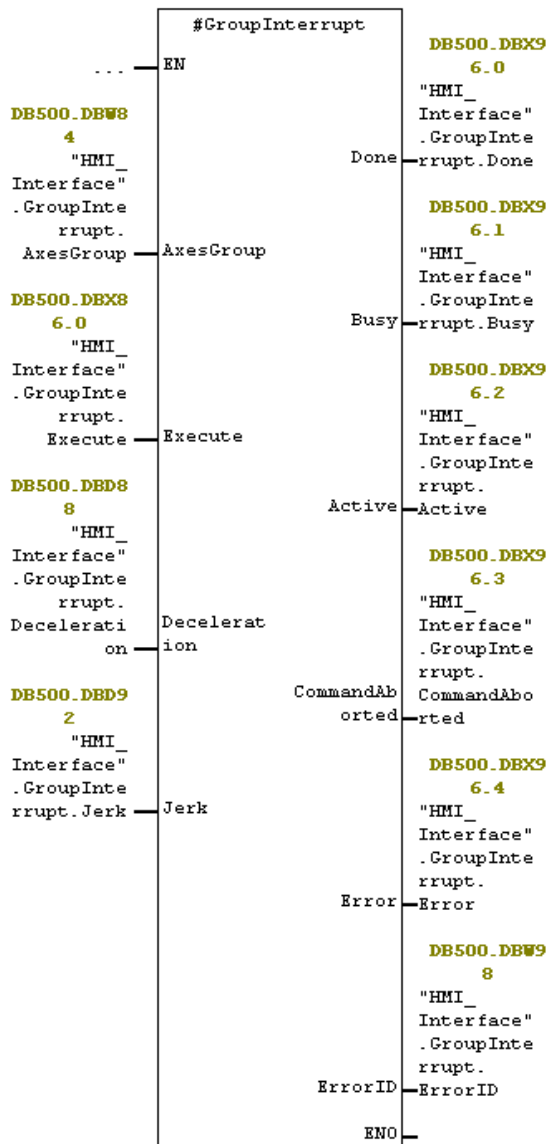 #GroupInterrupt
... EN
DB500.DBW8
4
"HMI_
Interface"
.GroupInte
rrupt.
AxesGroup
AxesGroup
DB500.DBX8
6.0
"HMI_
Interface"
.GroupInte
rrupt.
Execute
Execute
DB500.DBD8
8
"HMI_
Interface"
.GroupInte
rrupt.
Decelerati
on
Decelerat
ion
DB500.DBD9
2
"HMI_
Interface"
.GroupInte
rrupt.Jerk
Jerk
DB500.DBX9
6.0
"HMI_
Interface"
.GroupInte
rrupt.Done
Done
DB500.DBX9
6.1
"HMI_
Interface"
.GroupInte
rrupt.Busy
Busy
DB500.DBX9
6.2
"HMI_
Interface"
.GroupInte
rrupt.
Active
Active
DB500.DBX9
6.3
"HMI_
Interface"
.GroupInte
rrupt.
CommandAbo
rted
CommandAb
orted
DB500.DBX9
6.4
"HMI_
Interface"
.GroupInte
rrupt.
Error
Error
DB500.DBW9
8
"HMI_
Interface"
.GroupInte
rrupt.
ErrorID
ErrorID
ENO